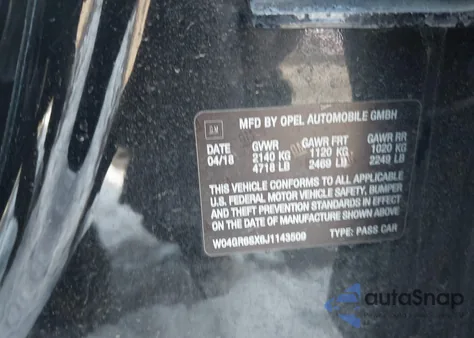 GM
MFD BY OPEL AUTOMOBILE GMBH
DATE GVWR GAWR FRT GAWR RR
04/18 2140 KG 1120 KG 1020 KG
4718 LB 2469 LB 2249 LB
THIS VEHICLE CONFORMS TO ALL APPLICABLE
U.S. FEDERAL MOTOR VEHICLE SAFETY, BUMPER
AND THEFT PREVENTION STANDARDS IN EFFECT
ON THE DATE OF MANUFACTURE SHOWN ABOVE.
W04GR6SX6J1143509 TYPE: PASS CAR
autoSnap